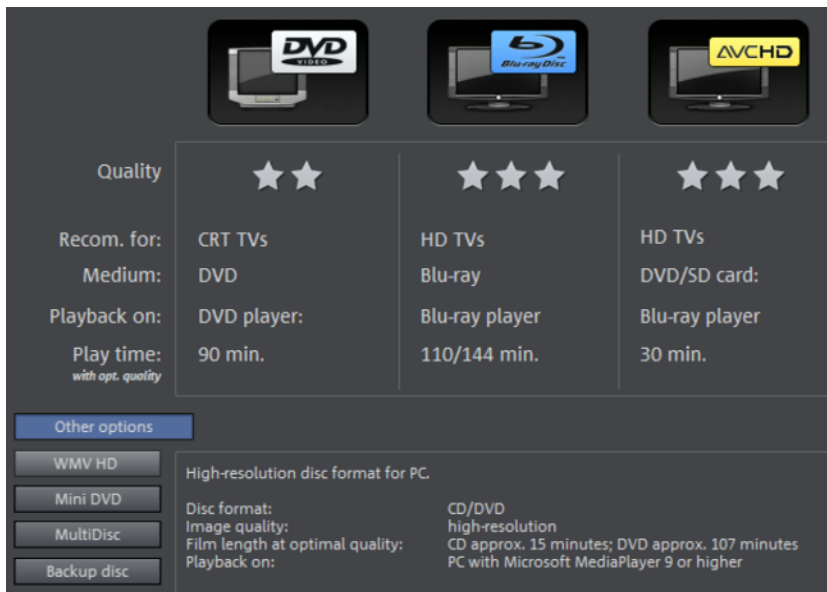 DVD
VIDEO
Blu-ray Disc
AVCHD
Quality
Recom. for: CRT TVs HD TVs HD TVs
Medium: DVD Blu-ray DVD/SD card:
Playback on: DVD player: Blu-ray player Blu-ray player
Play time: 90 min. 110/144 min. 30 min.
with opt. quality
Other options
WMV HD
Mini DVD
MultiDisc
Backup disc
High-resolution disc format for PC.
Disc format: CD/DVD
Image quality: high-resolution
Film length at optimal quality: CD approx. 15 minutes; DVD approx. 107 minutes
Playback on: PC with Microsoft MediaPlayer 9 or higher